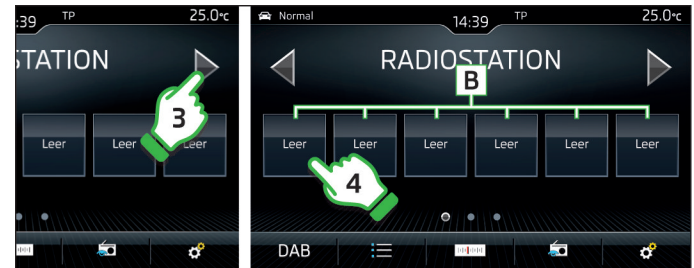 :39 TP 25.0°C
STATION
3
Leer Leer Leer
Normal 14:39 TP 25.0°C
RADIOSTATION
B
Leer Leer Leer Leer Leer Leer
4
DAB